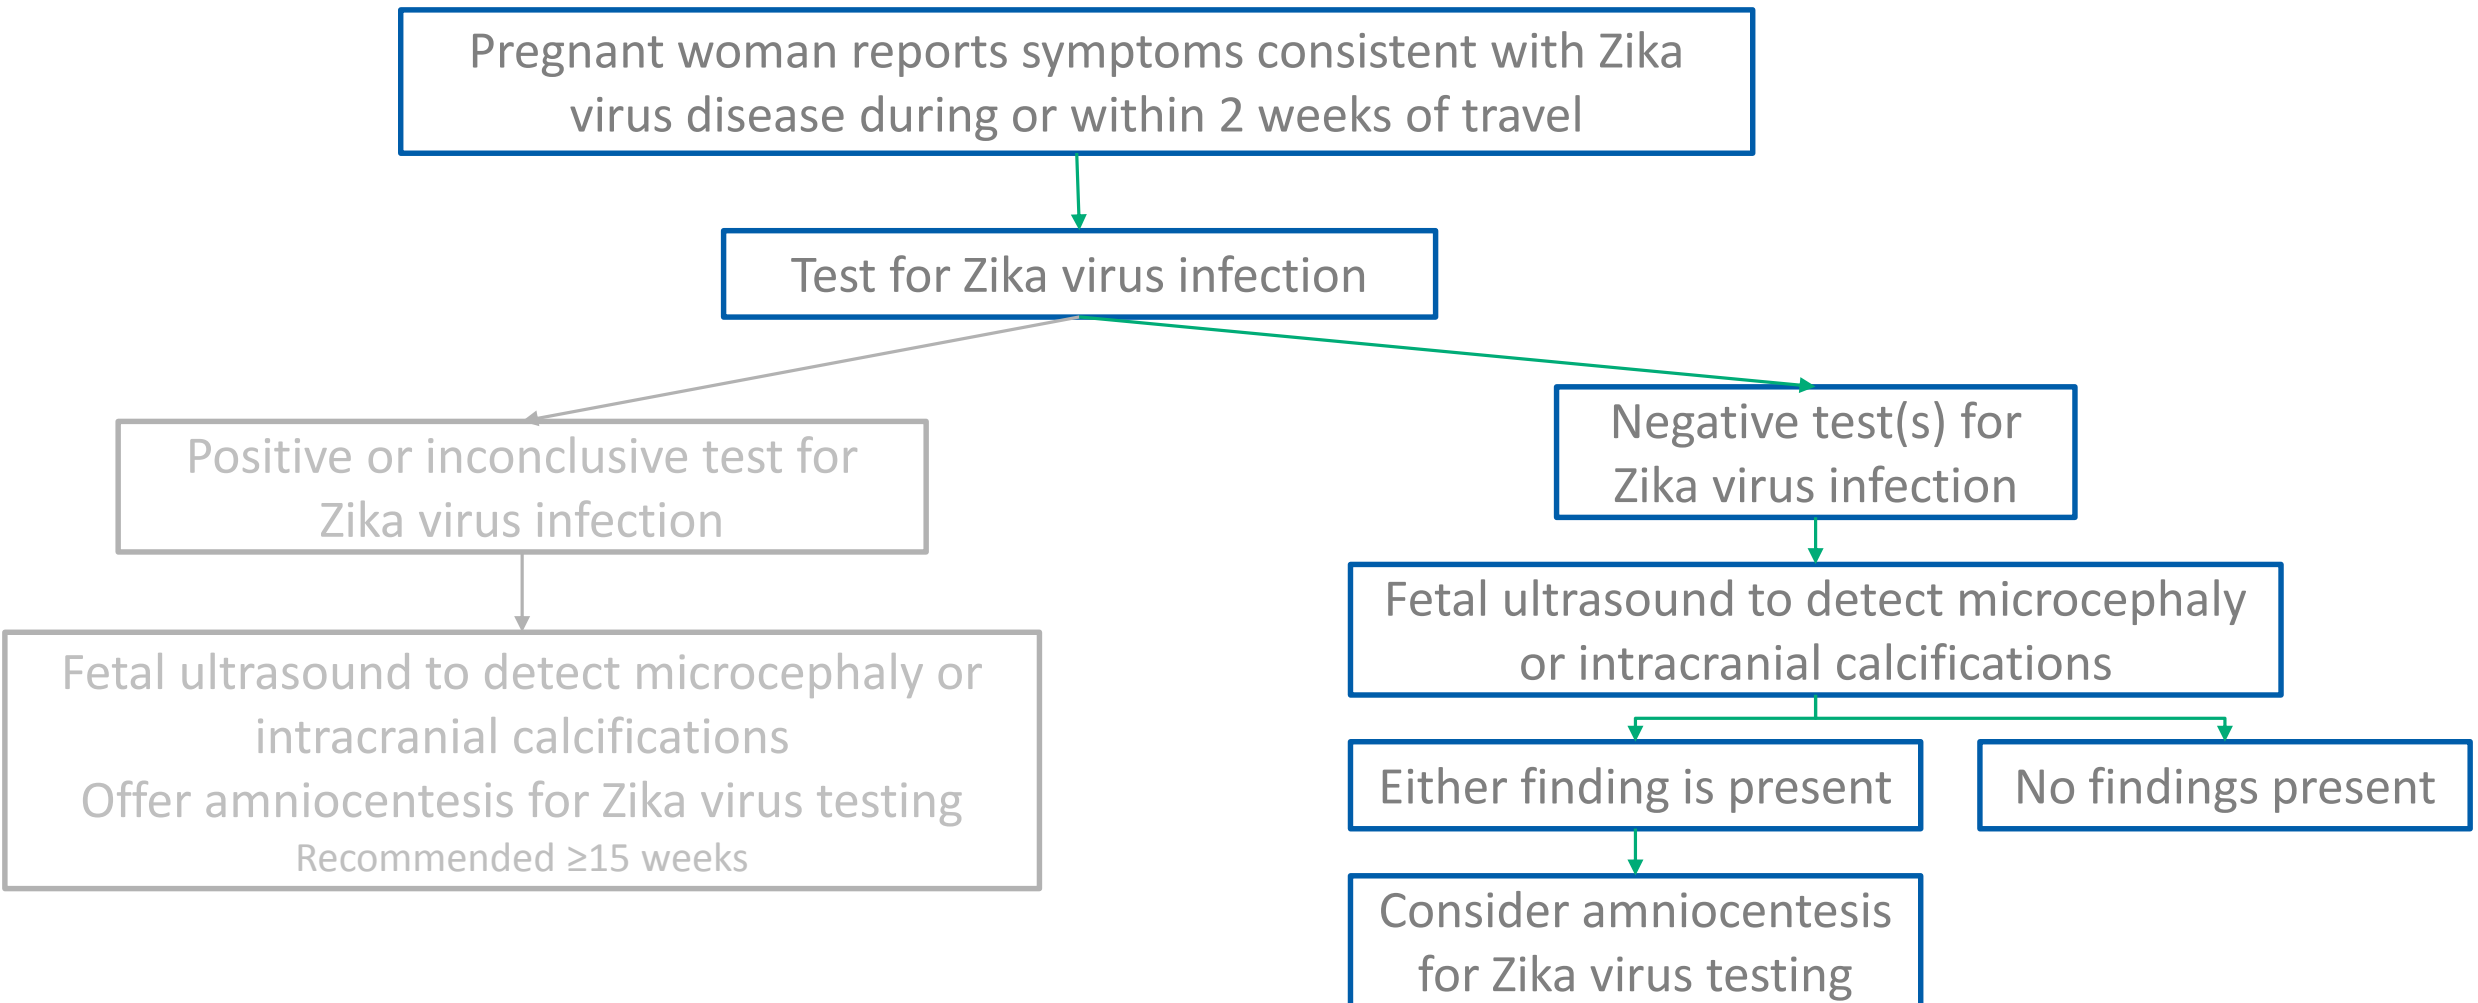 Pregnant woman reports symptoms consistent with Zika
virus disease during or within 2 weeks of travel
Test for Zika virus infection
Positive or inconclusive test for
Zika virus infection
Fetal ultrasound to detect microcephaly or
intracranial calcifications
Offer amniocentesis for Zika virus testing
Recommended ≥15 weeks
Negative test(s) for
Zika virus infection
Fetal ultrasound to detect microcephaly
or intracranial calcifications
Either finding is present
No findings present
Consider amniocentesis
for Zika virus testing